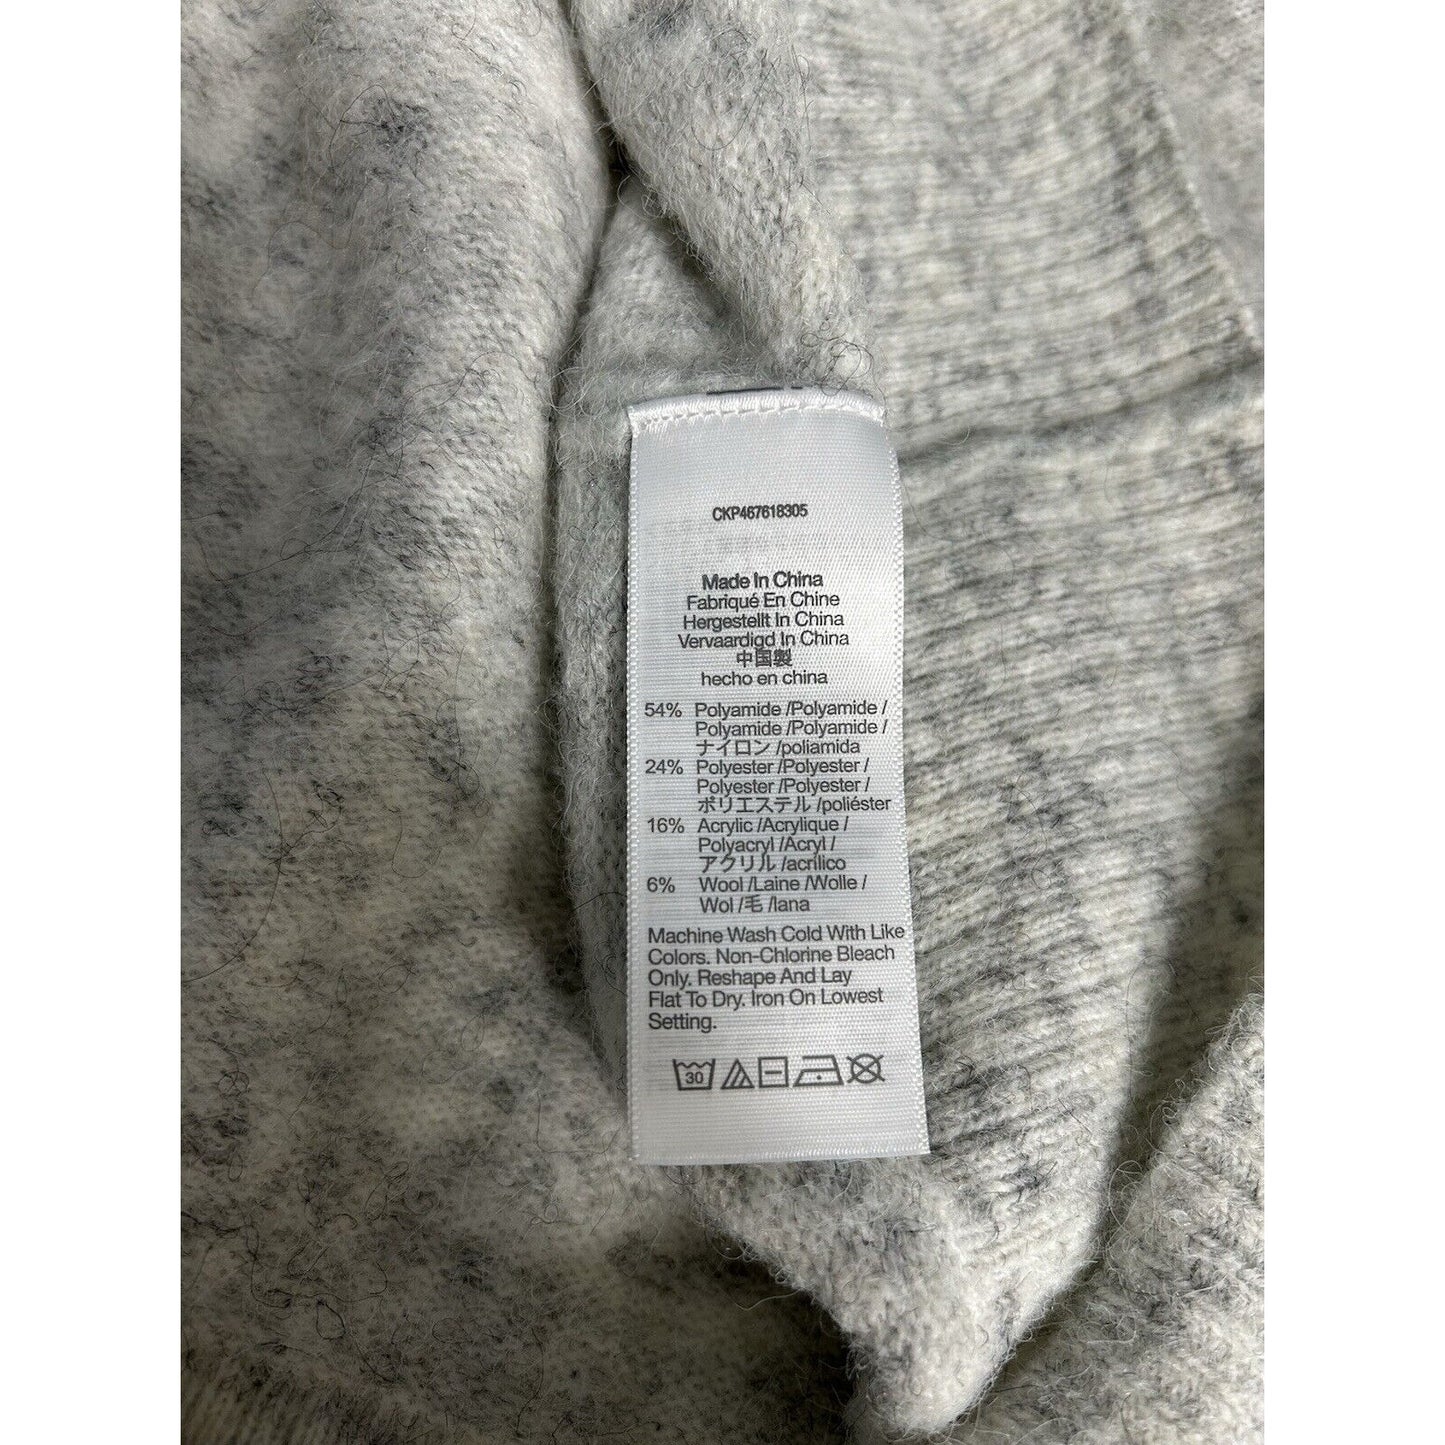 CKP467618305
Made In China
Fabriqué En Chine
Hergestellt In China
Vervaardigd In China
中国製
hecho en china
54% Polyamide /Polyamide /
Polyamide /Polyamide /
ナイロン /poliamida
24% Polyester /Polyester /
Polyester /Polyester /
ポリエステル /poliéster
16% Acrylic /Acrylique /
Polyacryl /Acryl /
アクリル /acrílico
6% Wool /Laine /Wolle /
Wol /毛 /lana
Machine Wash Cold With Like
Colors. Non-Chlorine Bleach
Only. Reshape And Lay
Flat To Dry. Iron On Lowest
Setting.
30